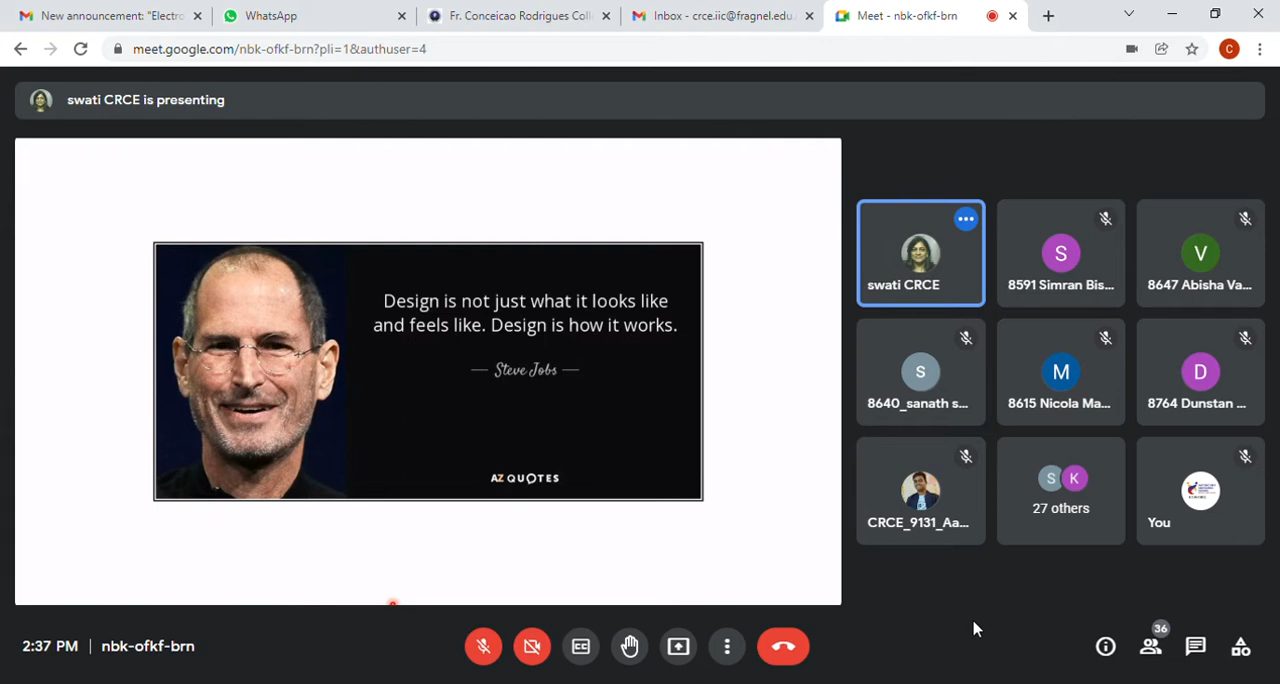 New announcement: "Electro
WhatsApp
Fr. Conceicao Rodrigues Coll
Inbox - crce.iic@fragnel.edu.
Meet - nbk-ofkf-brn
meet.google.com/nbk-ofkf-brn?pli=1&authuser=4
C
swati CRCE is presenting
Design is not just what it looks like
and feels like. Design is how it works.
— Steve Jobs —
AZ QUOTES
swati CRCE
S
8591 Simran Bis...
V
8647 Abisha Va...
S
8640_sanath s...
M
8615 Nicola Ma...
D
8764 Dunstan ...
CRCE_9131_Aa...
S K
27 others
You
2:37 PM | nbk-ofkf-brn
CC
36